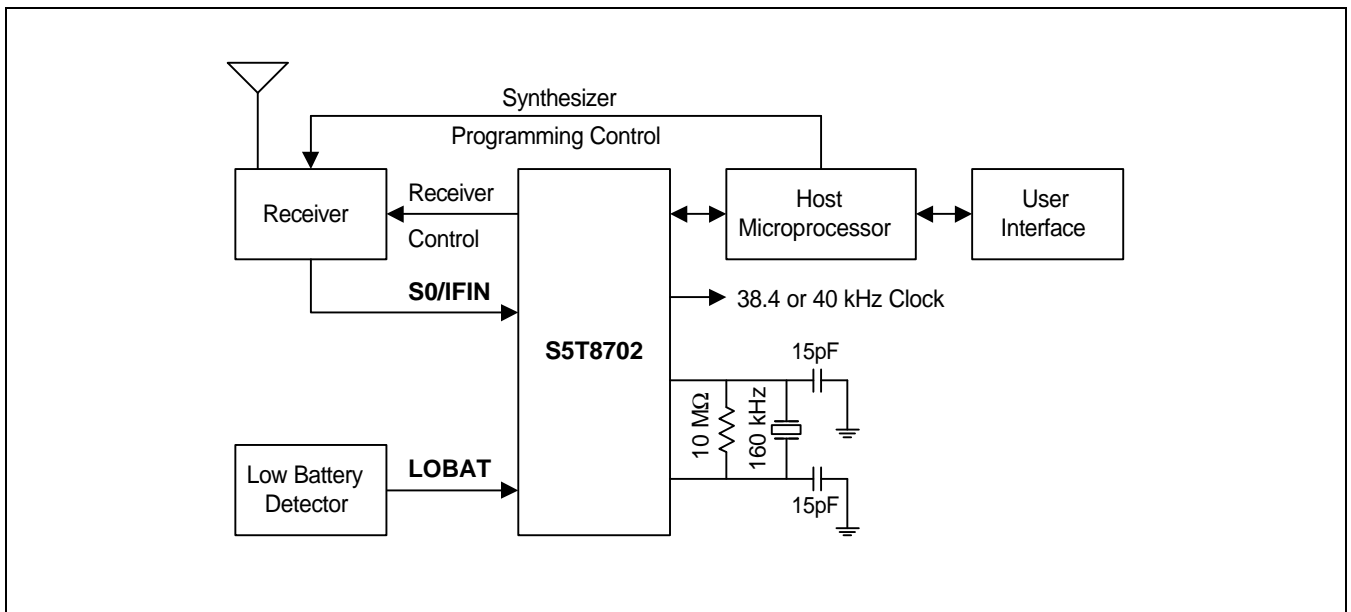 Synthesizer
Programming Control
Receiver
Receiver
Control
Host
Microprocessor
User
Interface
S0/IFIN
38.4 or 40 kHz Clock
S5T8702
15pF
10 MΩ
160 kHz
Low Battery
Detector
LOBAT
15pF